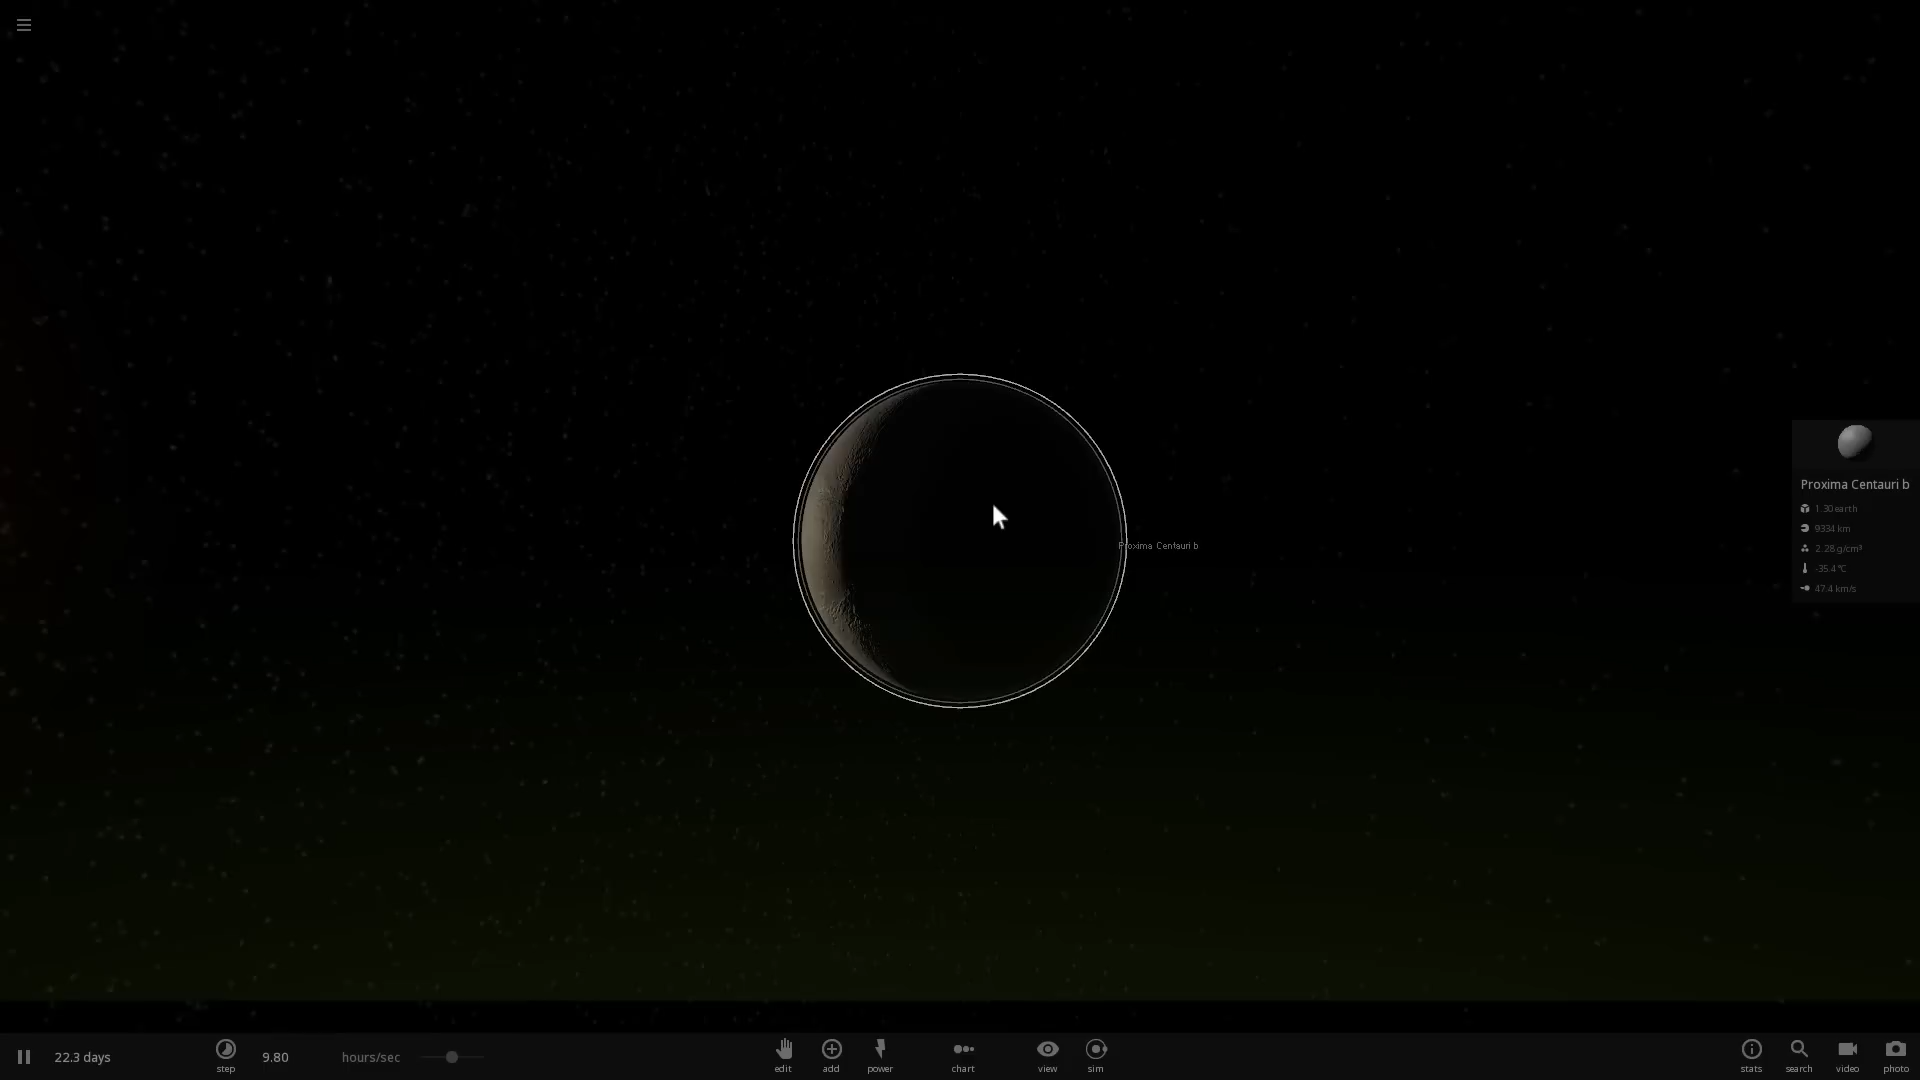 Proxima Centauri b
Proxima Centauri b
1.30 earth
9334 km
2.28 g/cm³
-35.4 °C
47.4 km/s
22.3 days
step
9.80
hours/sec
edit
add
power
chart
view
sim
stats
search
video
photo